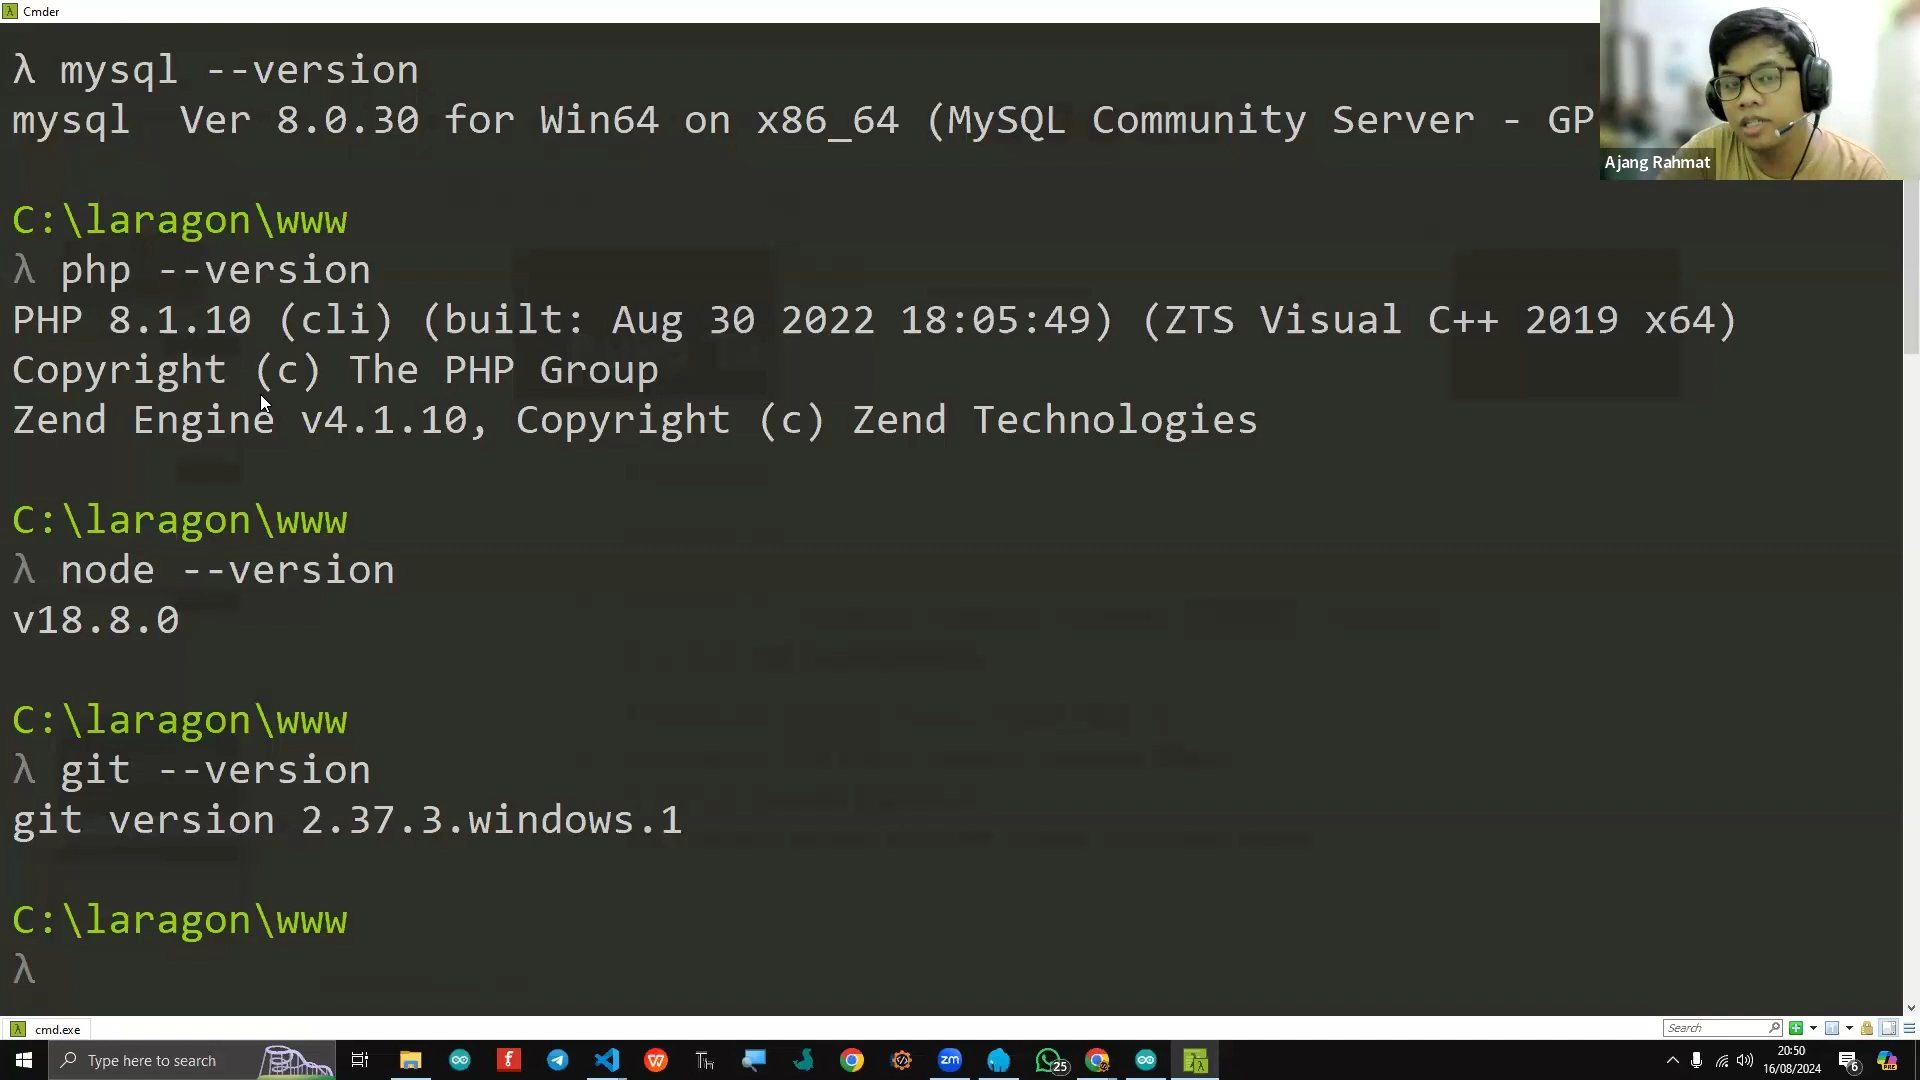 Cmder
λ mysql --version
mysql  Ver 8.0.30 for Win64 on x86_64 (MySQL Community Server - GP
Ajang Rahmat
C:\laragon\www
λ php --version
PHP 8.1.10 (cli) (built: Aug 30 2022 18:05:49) (ZTS Visual C++ 2019 x64)
Copyright (c) The PHP Group
Zend Engine v4.1.10, Copyright (c) Zend Technologies
C:\laragon\www
λ node --version
v18.8.0
C:\laragon\www
λ git --version
git version 2.37.3.windows.1
C:\laragon\www
λ
cmd.exe
Search
Type here to search
zm
25
20:50
16/08/2024
6